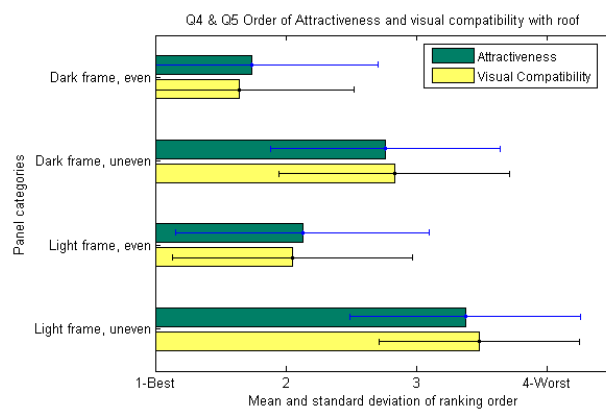 Q4 & Q5 Order of Attractiveness and visual compatibility with roof
Attractiveness
Visual Compatibility
Panel categories
Dark frame, even
Dark frame, uneven
Light frame, even
Light frame, uneven
1-Best
2
3
4-Worst
Mean and standard deviation of ranking order